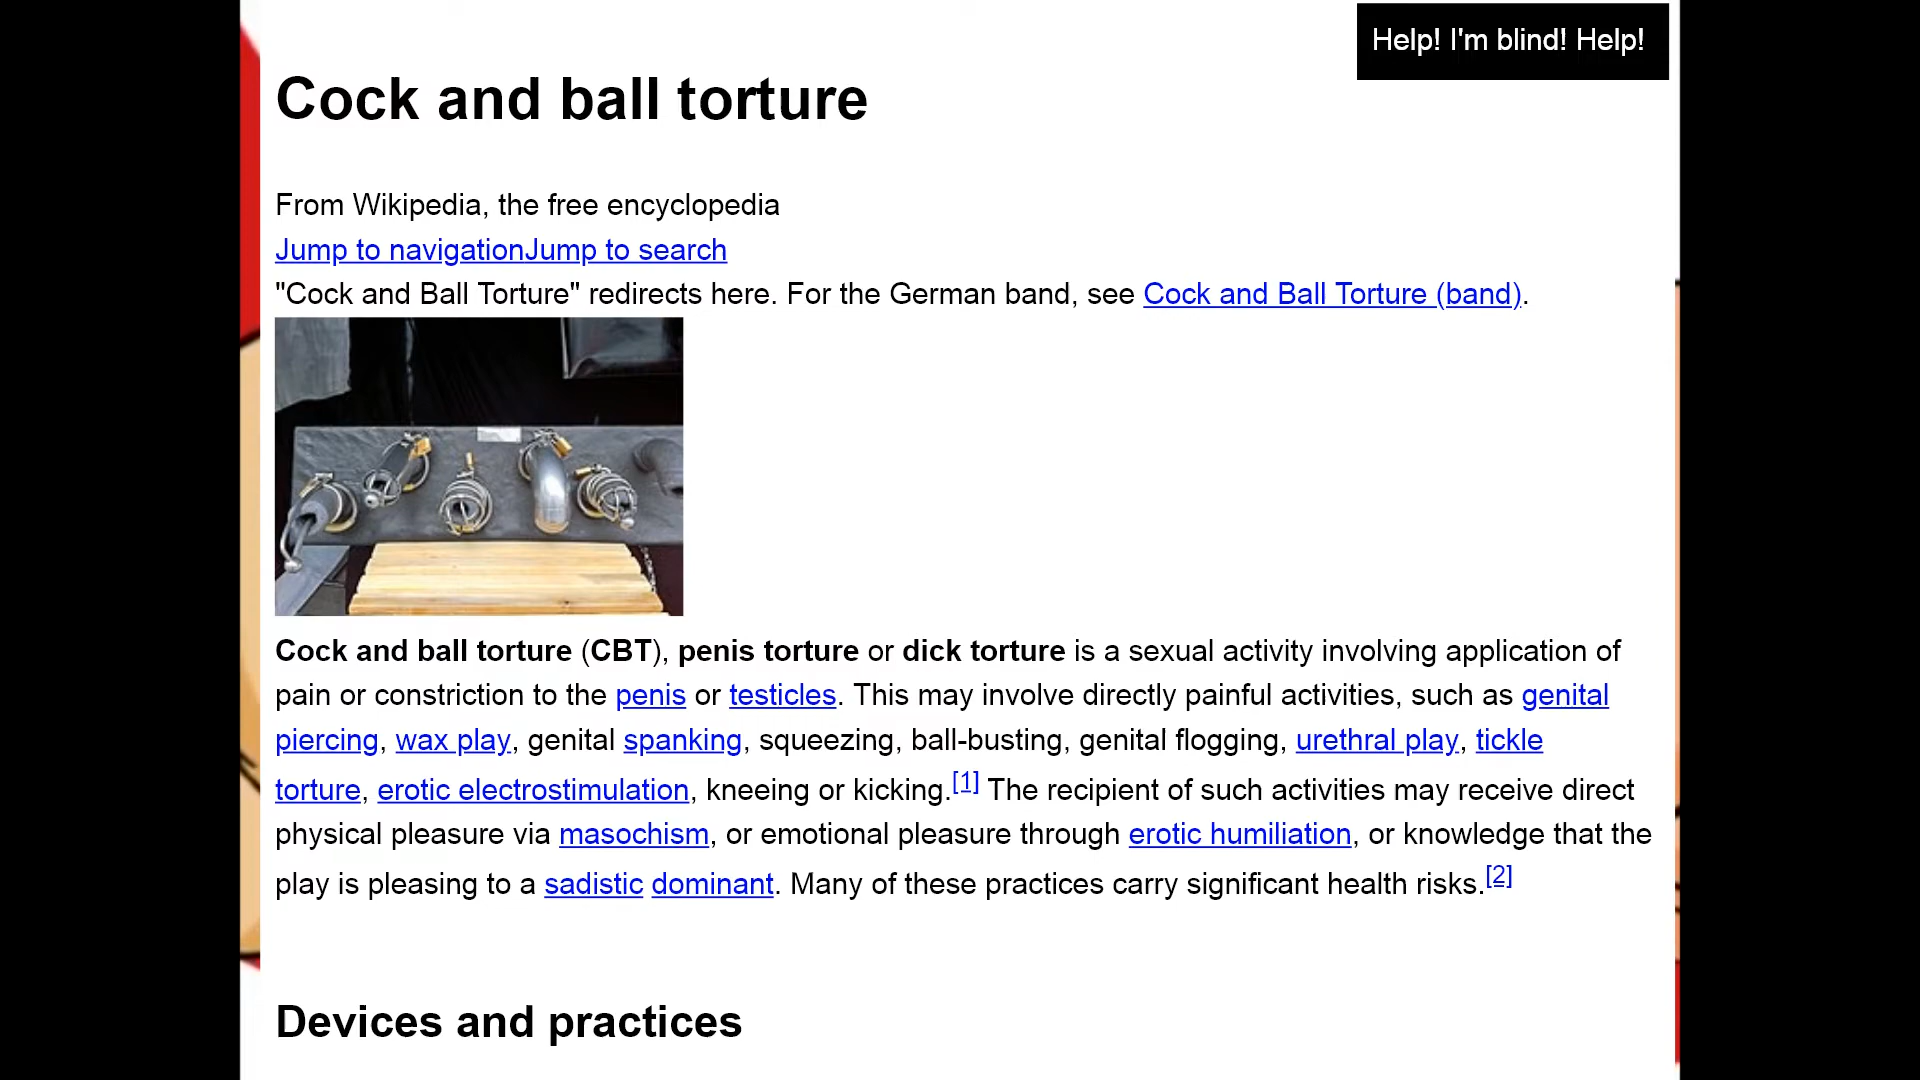 Help! I'm blind! Help!
Cock and ball torture
From Wikipedia, the free encyclopedia
Jump to navigationJump to search
"Cock and Ball Torture" redirects here. For the German band, see Cock and Ball Torture (band).
Cock and ball torture (CBT), penis torture or dick torture is a sexual activity involving application of
pain or constriction to the penis or testicles. This may involve directly painful activities, such as genital
piercing, wax play, genital spanking, squeezing, ball-busting, genital flogging, urethral play, tickle
torture, erotic electrostimulation, kneeing or kicking.[1] The recipient of such activities may receive direct
physical pleasure via masochism, or emotional pleasure through erotic humiliation, or knowledge that the
play is pleasing to a sadistic dominant. Many of these practices carry significant health risks.[2]
Devices and practices